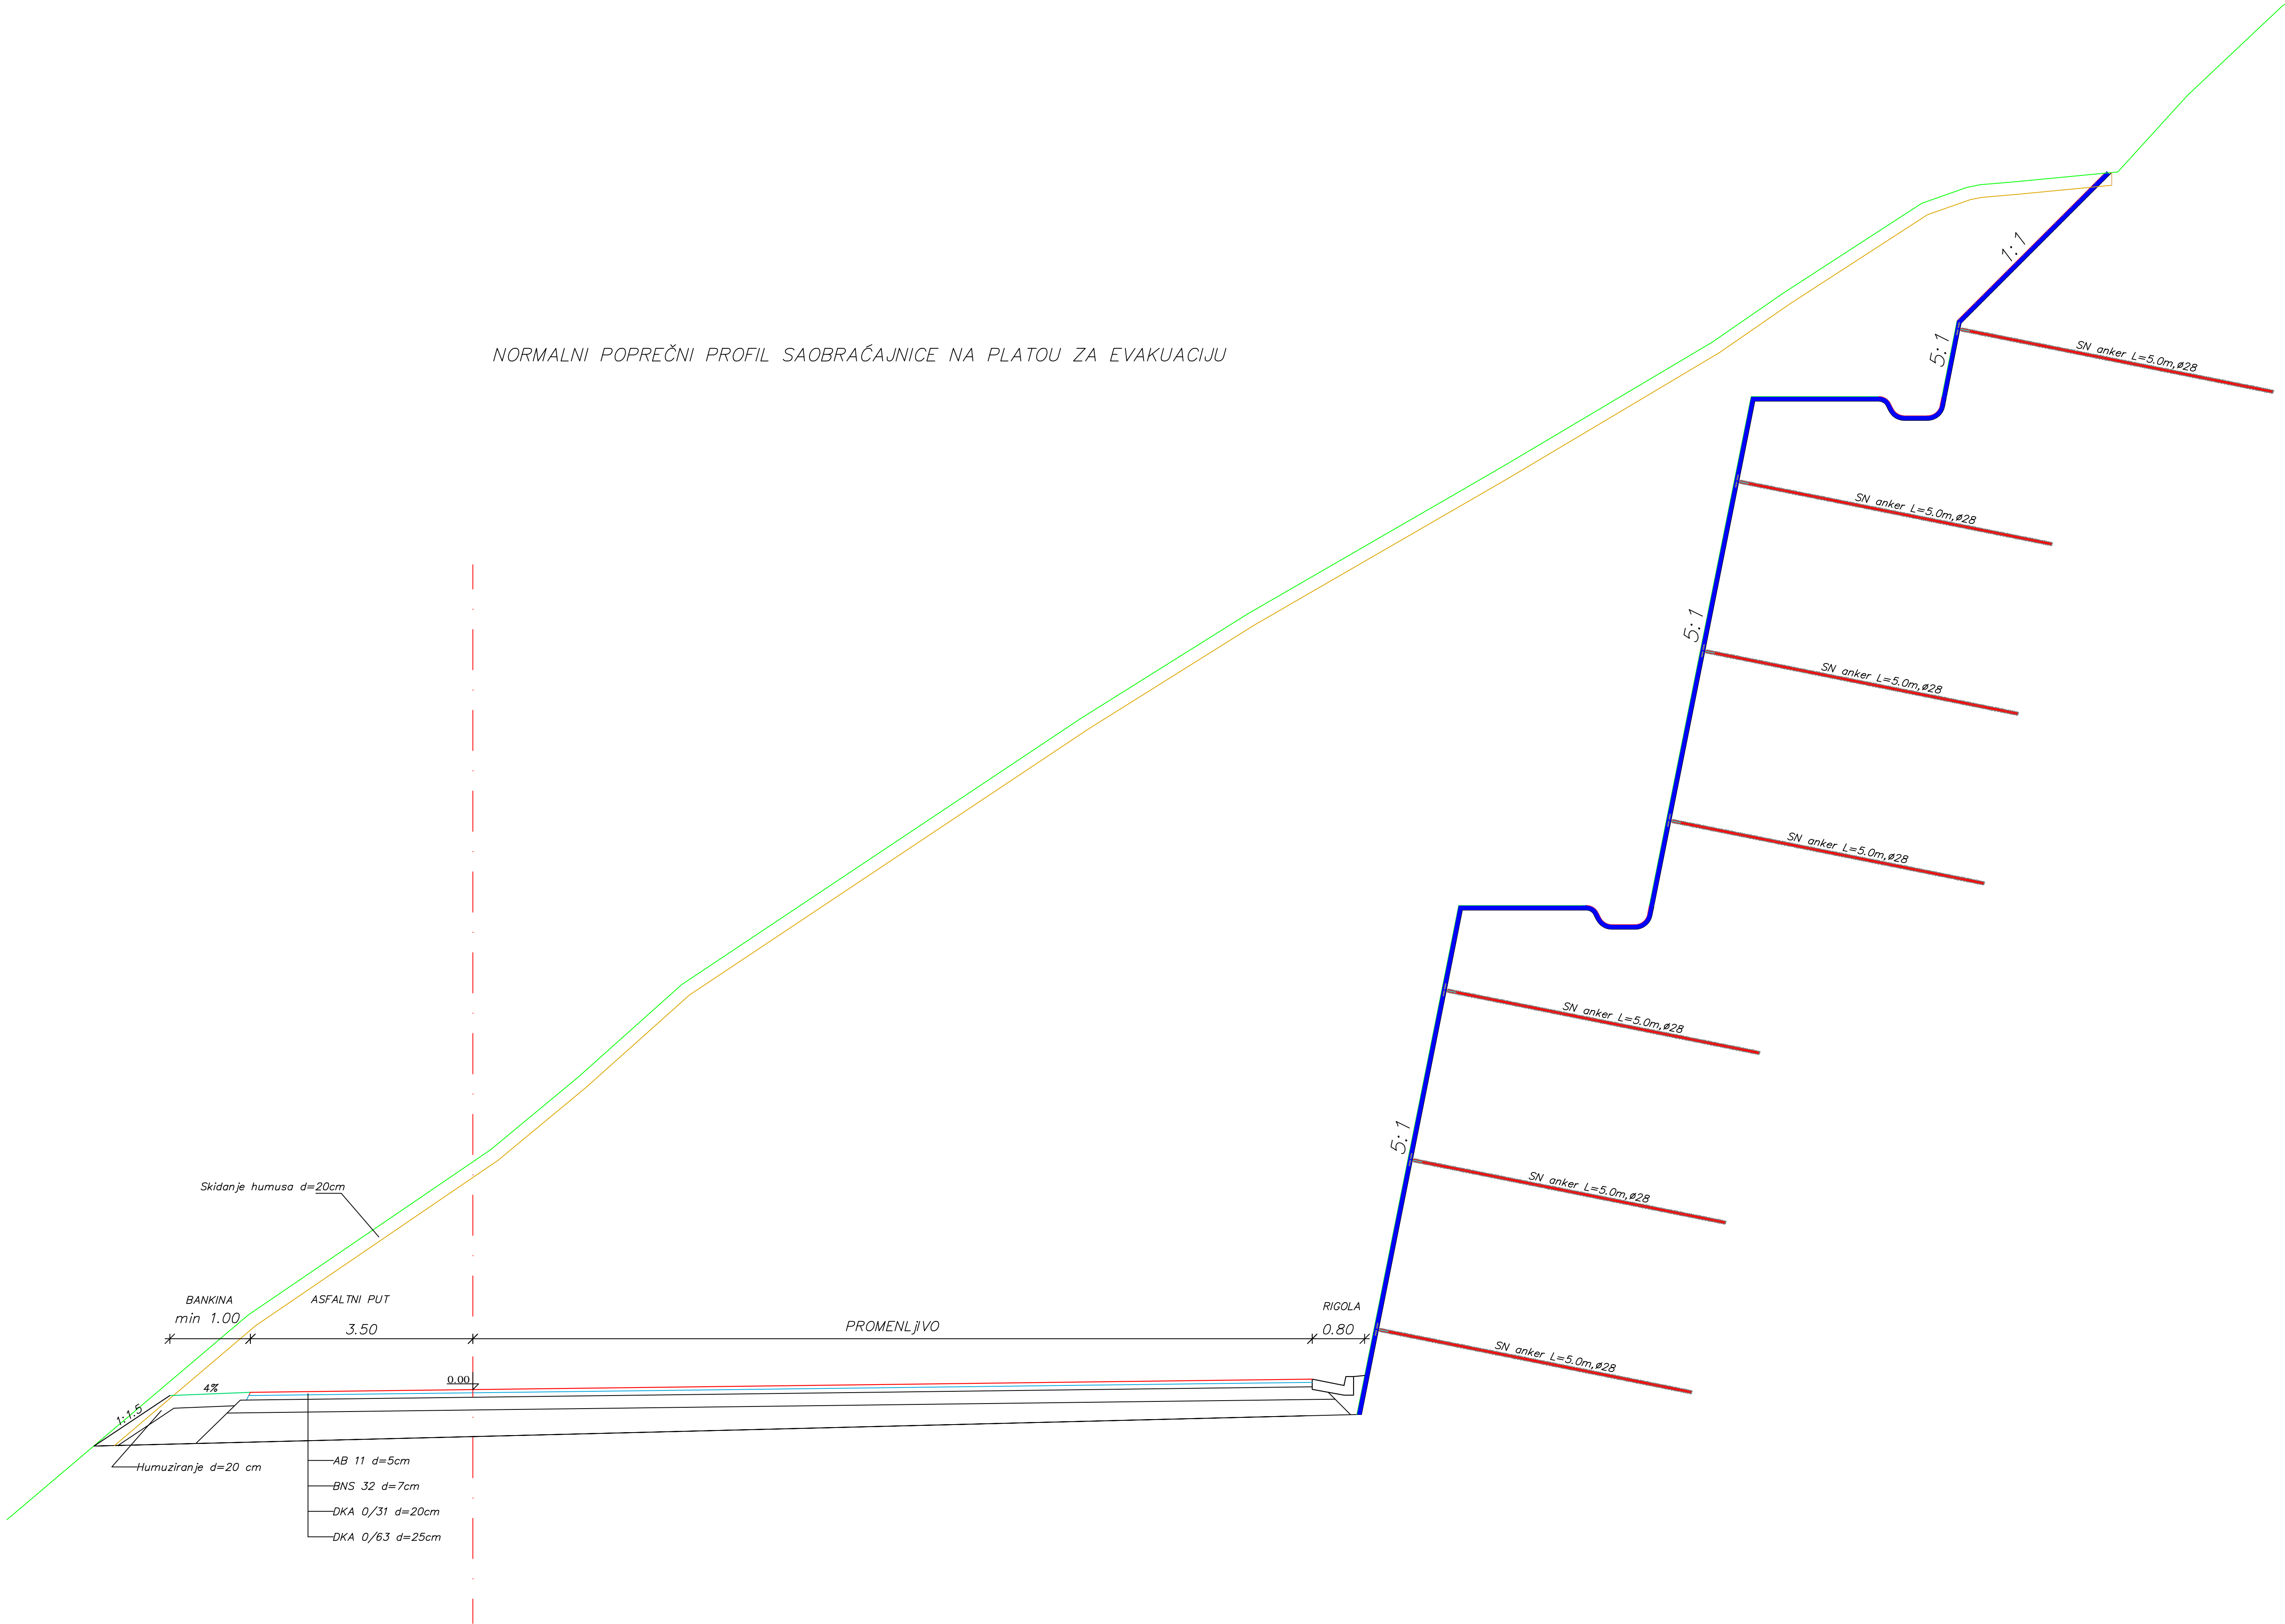 NORMALNI POPREČNI PROFIL SAOBRAĆAJNICE NA PLATOU ZA EVAKUACIJU
1:1
5:1
SN anker L=5.0m,ø28
SN anker L=5.0m,ø28
5:1
SN anker L=5.0m,ø28
SN anker L=5.0m,ø28
SN anker L=5.0m,ø28
5:1
SN anker L=5.0m,ø28
SN anker L=5.0m,ø28
Skidanje humusa d=20cm
BANKINA
min 1.00
ASFALTNI PUT
3.50
PROMENLjIVO
RIGOLA
0.80
0.00
4%
1:1.5
Humuziranje d=20 cm
AB 11 d=5cm
BNS 32 d=7cm
DKA 0/31 d=20cm
DKA 0/63 d=25cm